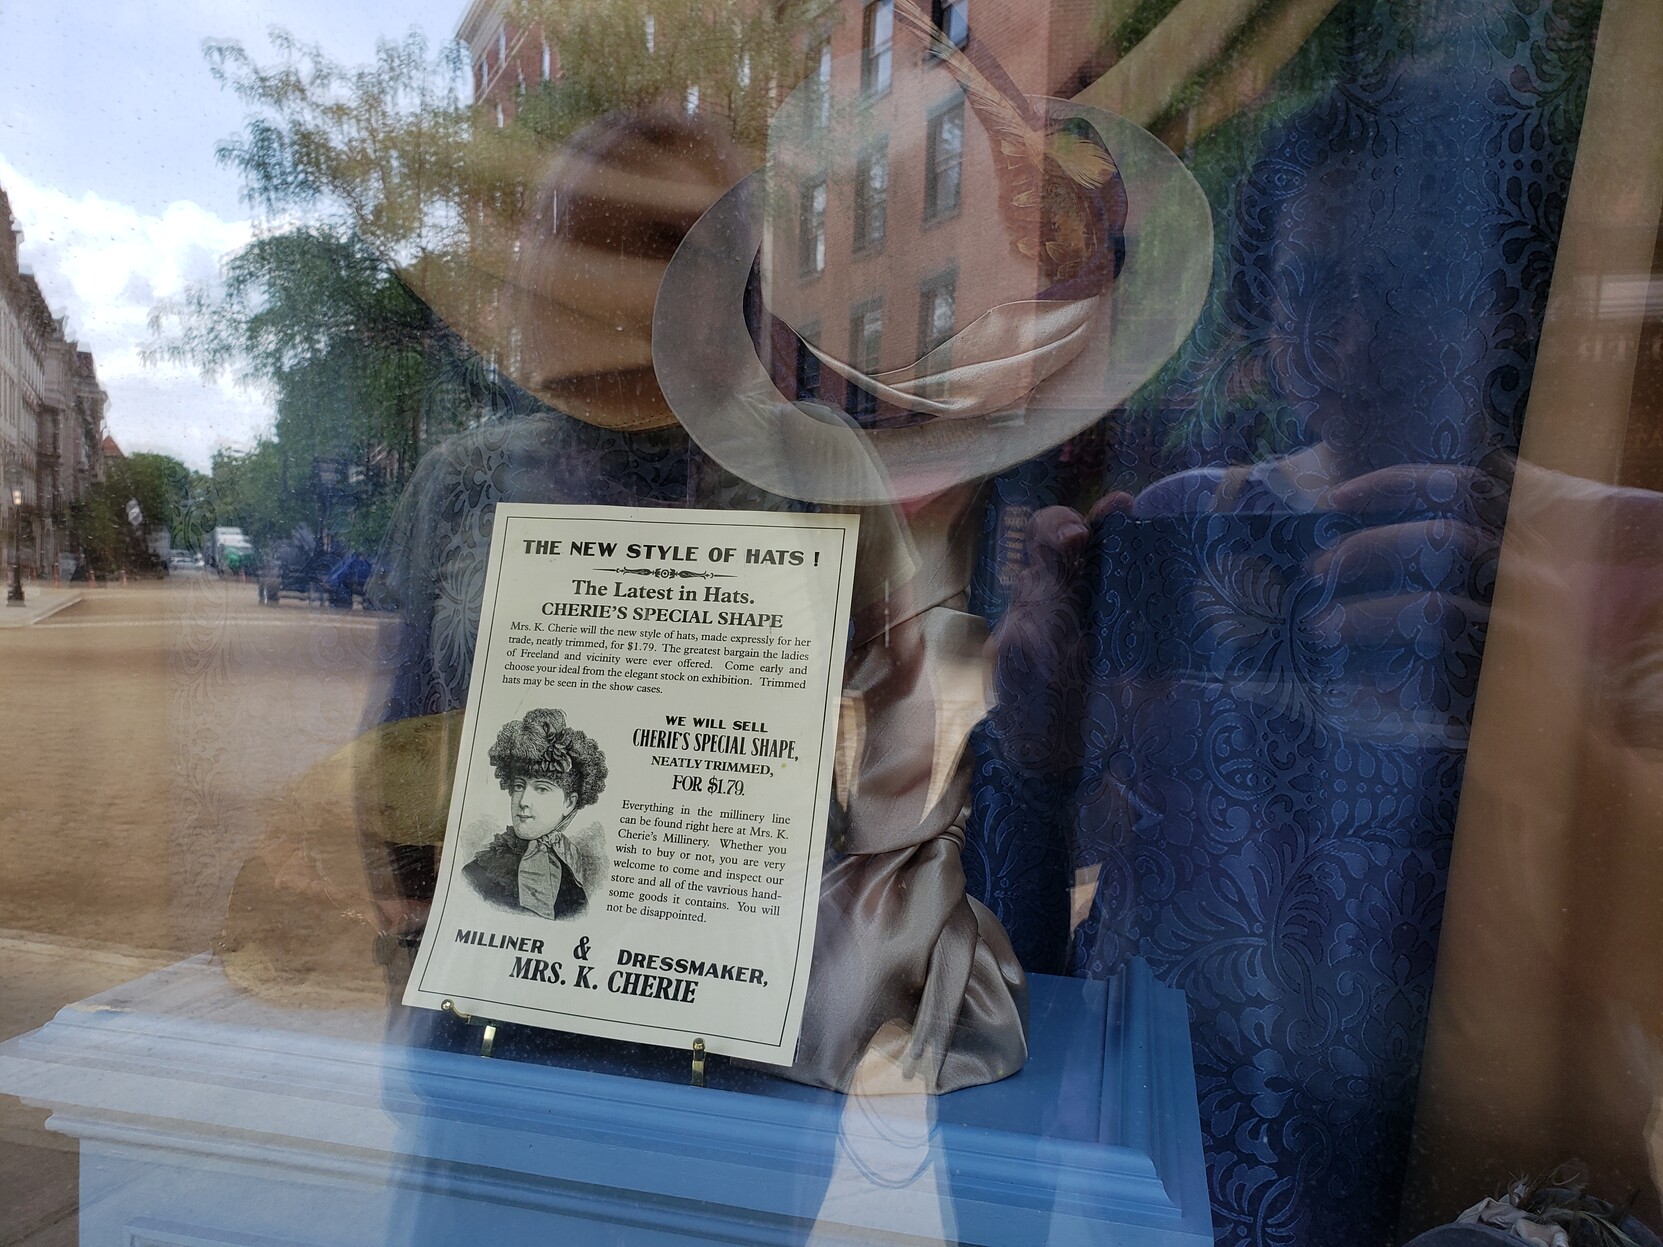 THE NEW STYLE OF HATS !
The Latest in Hats.
CHERIE'S SPECIAL SHAPE
Mrs. K. Cherie will the new style of hats, made expressly for her
trade, neatly trimmed, for $1.79. The greatest bargain the ladies
of Freeland and vicinity were ever offered. Come early and
choose your ideal from the elegant stock on exhibition. Trimmed
hats may be seen in the show cases.
WE WILL SELL
CHERIE'S SPECIAL SHAPE,
NEATLY TRIMMED,
FOR $1.79.
Everything in the millinery line
can be found right here at Mrs. K.
Cherie's Millinery. Whether you
wish to buy or not, you are very
welcome to come and inspect our
store and all of the vavrious hand-
some goods it contains. You will
not be disappointed.
MILLINER & DRESSMAKER,
MRS. K. CHERIE